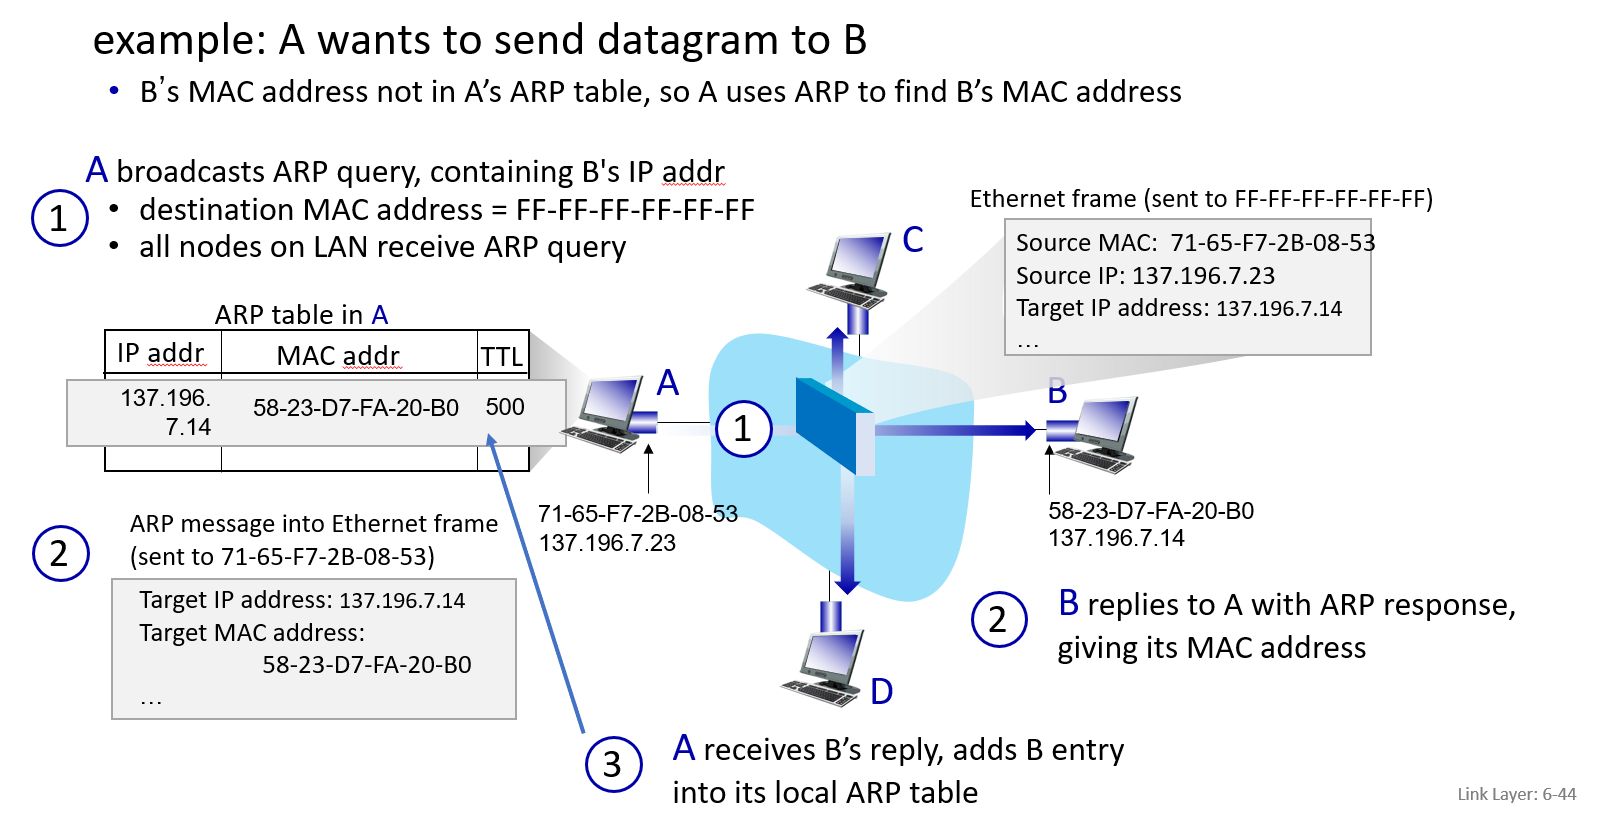 example: A wants to send datagram to B
• B's MAC address not in A's ARP table, so A uses ARP to find B's MAC address
A broadcasts ARP query, containing B's IP addr
1
• destination MAC address = FF-FF-FF-FF-FF-FF
• all nodes on LAN receive ARP query
Ethernet frame (sent to FF-FF-FF-FF-FF-FF)
Source MAC: 71-65-F7-2B-08-53
Source IP: 137.196.7.23
Target IP address: 137.196.7.14
...
C
ARP table in A
IP addr MAC addr TTL
137.196. 58-23-D7-FA-20-B0 500
7.14
A
1
B
71-65-F7-2B-08-53
137.196.7.23
58-23-D7-FA-20-B0
137.196.7.14
2
ARP message into Ethernet frame
(sent to 71-65-F7-2B-08-53)
Target IP address: 137.196.7.14
Target MAC address:
58-23-D7-FA-20-B0
...
D
2
B replies to A with ARP response,
giving its MAC address
3
A receives B's reply, adds B entry
into its local ARP table
Link Layer: 6-44